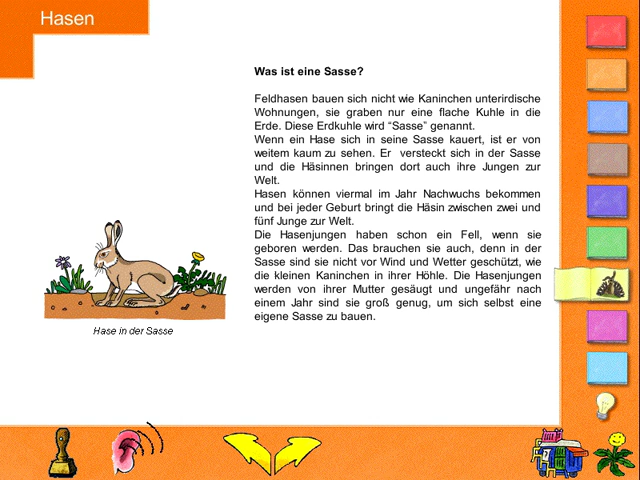 Hasen
Was ist eine Sasse?
Feldhasen bauen sich nicht wie Kaninchen unterirdische
Wohnungen, sie graben nur eine flache Kuhle in die
Erde. Diese Erdkuhle wird “Sasse” genannt.
Wenn ein Hase sich in seine Sasse kauert, ist er von
weitem kaum zu sehen. Er versteckt sich in der Sasse
und die Häsinnen bringen dort auch ihre Jungen zur
Welt.
Hasen können viermal im Jahr Nachwuchs bekommen
und bei jeder Geburt bringt die Häsin zwischen zwei und
fünf Junge zur Welt.
Die Hasenjungen haben schon ein Fell, wenn sie
geboren werden. Das brauchen sie auch, denn in der
Sasse sind sie nicht vor Wind und Wetter geschützt, wie
die kleinen Kaninchen in ihrer Höhle. Die Hasenjungen
werden von ihrer Mutter gesäugt und ungefähr nach
einem Jahr sind sie groß genug, um sich selbst eine
eigene Sasse zu bauen.
Hase in der Sasse